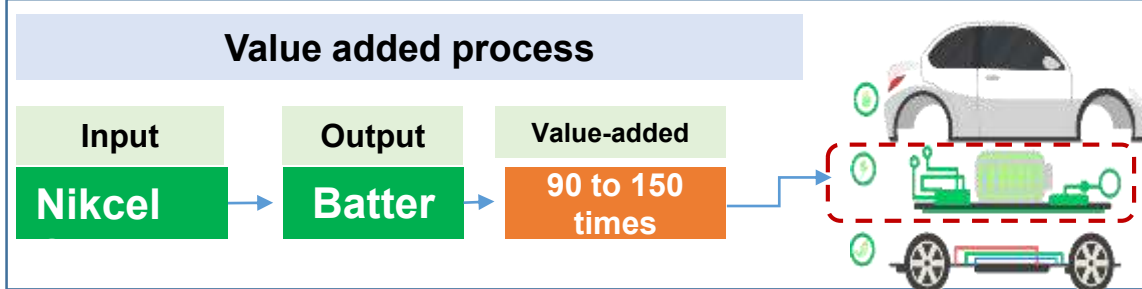 Value added process
Input
Output
Value-added
Nikcel
Batter
90 to 150
times